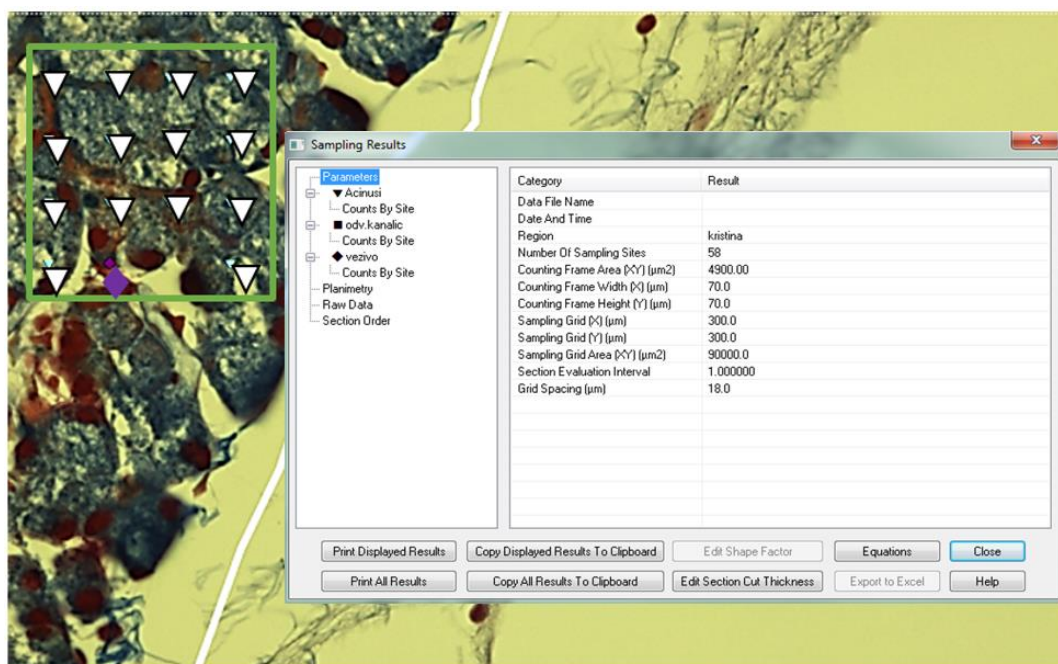 Sampling Results
Parameters
Acinusi
Counts By Site
odv.kanalic
Counts By Site
vezivo
Counts By Site
Planimetry
Raw Data
Section Order
Category Result
Data File Name
Date And Time
Region kristina
Number Of Sampling Sites 58
Counting Frame Area (XY) (µm2) 4900.00
Counting Frame Width (X) (µm) 70.0
Counting Frame Height (Y) (µm) 70.0
Sampling Grid (X) (µm) 300.0
Sampling Grid (Y) (µm) 300.0
Sampling Grid Area (XY) (µm2) 90000.0
Section Evaluation Interval 1.000000
Grid Spacing (µm) 18.0
Print Displayed Results Copy Displayed Results To Clipboard Edit Shape Factor Equations Close
Print All Results Copy All Results To Clipboard Edit Section Cut Thickness Export to Excel Help